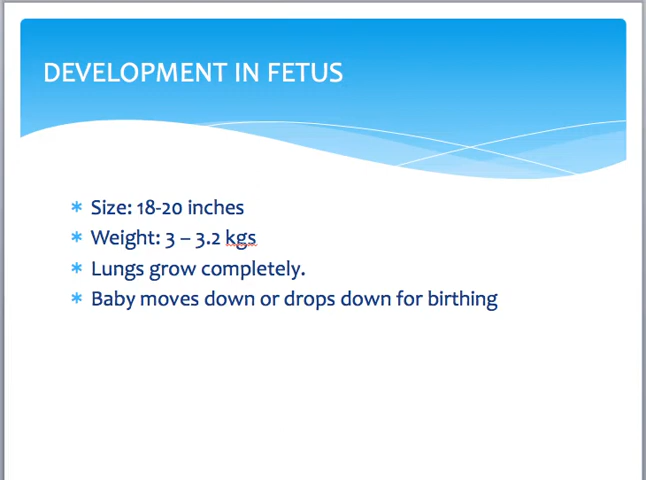 DEVELOPMENT IN FETUS
Size: 18-20 inches
Weight: 3 – 3.2 kgs
Lungs grow completely.
Baby moves down or drops down for birthing